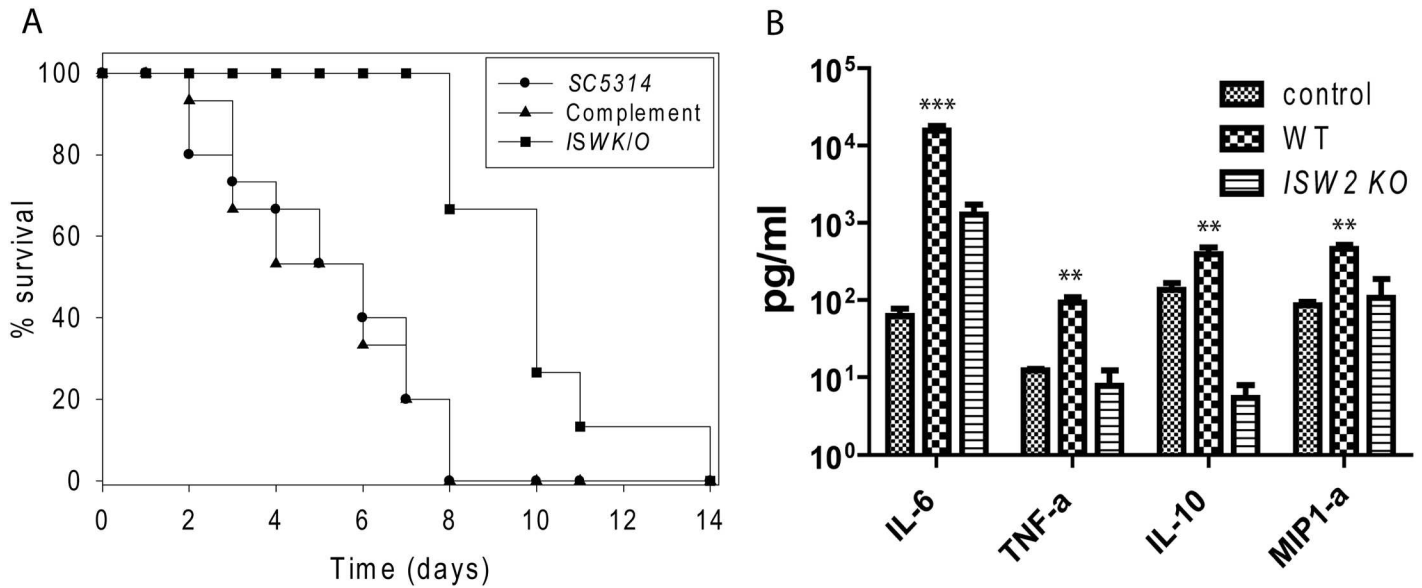 A
% survival
100
80
60
40
20
0
0 2 4 6 8 10 12 14
Time (days)
SC5314
Complement
ISWK/O
B
pg/ml
10^5
10^4
10^3
10^2
10^1
10^0
***
**
**
**
control
WT
ISW2 KO
IL-6
TNF-a
IL-10
MIP1-a